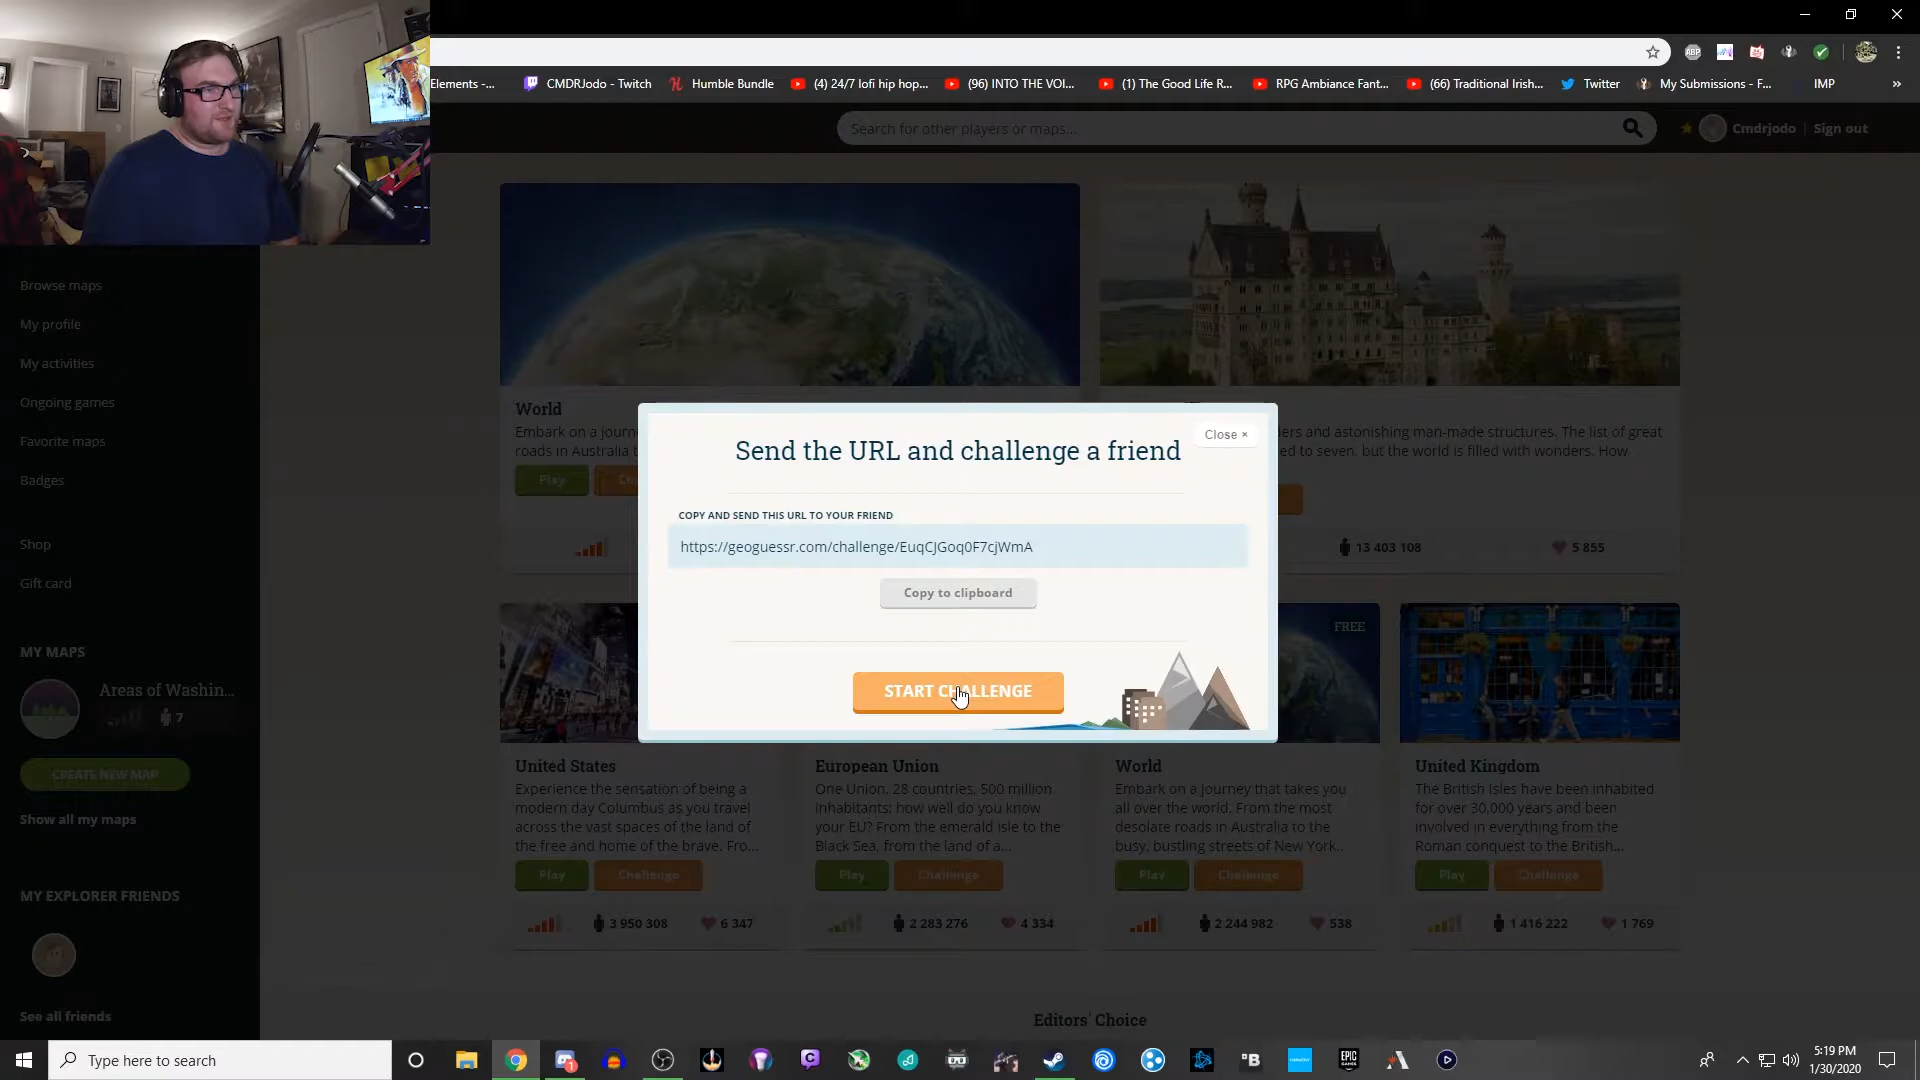 Elements -...
CMDRJodo - Twitch
Humble Bundle
(4) 24/7 lofi hip hop...
(96) INTO THE VOI...
(1) The Good Life R...
RPG Ambiance Fant...
(66) Traditional Irish...
Twitter
My Submissions - F...
IMP
»
ABP
Search for other players or maps...
Cmdrjodo | Sign out
Browse maps
My profile
My activities
Ongoing games
Favorite maps
Badges
Shop
Gift card
MY MAPS
Areas of Washin...
7
CREATE NEW MAP
Show all my maps
MY EXPLORER FRIENDS
See all friends
World
Embark on a journ
roads in Australia t
Play
Ch
ers and astonishing man-made structures. The list of great
ed to seven, but the world is filled with wonders. How
13 403 108
5 855
Close ×
Send the URL and challenge a friend
COPY AND SEND THIS URL TO YOUR FRIEND
https://geoguessr.com/challenge/EuqCJGoq0F7cjWmA
Copy to clipboard
START CHALLENGE
FREE
United States
Experience the sensation of being a
modern day Columbus as you travel
across the vast spaces of the land of
the free and home of the brave. Fro...
Play
Challenge
3 950 308
6 347
European Union
One Union, 28 countries, 500 million
inhabitants: how well do you know
your EU? From the emerald isle to the
Black Sea, from the land of a...
Play
Challenge
2 283 276
4 334
World
Embark on a journey that takes you
all over the world. From the most
desolate roads in Australia to the
busy, bustling streets of New York..
Play
Challenge
2 244 982
538
United Kingdom
The British Isles have been inhabited
for over 30,000 years and been
involved in everything from the
Roman conquest to the British...
Play
Challenge
1 416 222
1 769
Editors' Choice
Type here to search
5:19 PM
1/30/2020